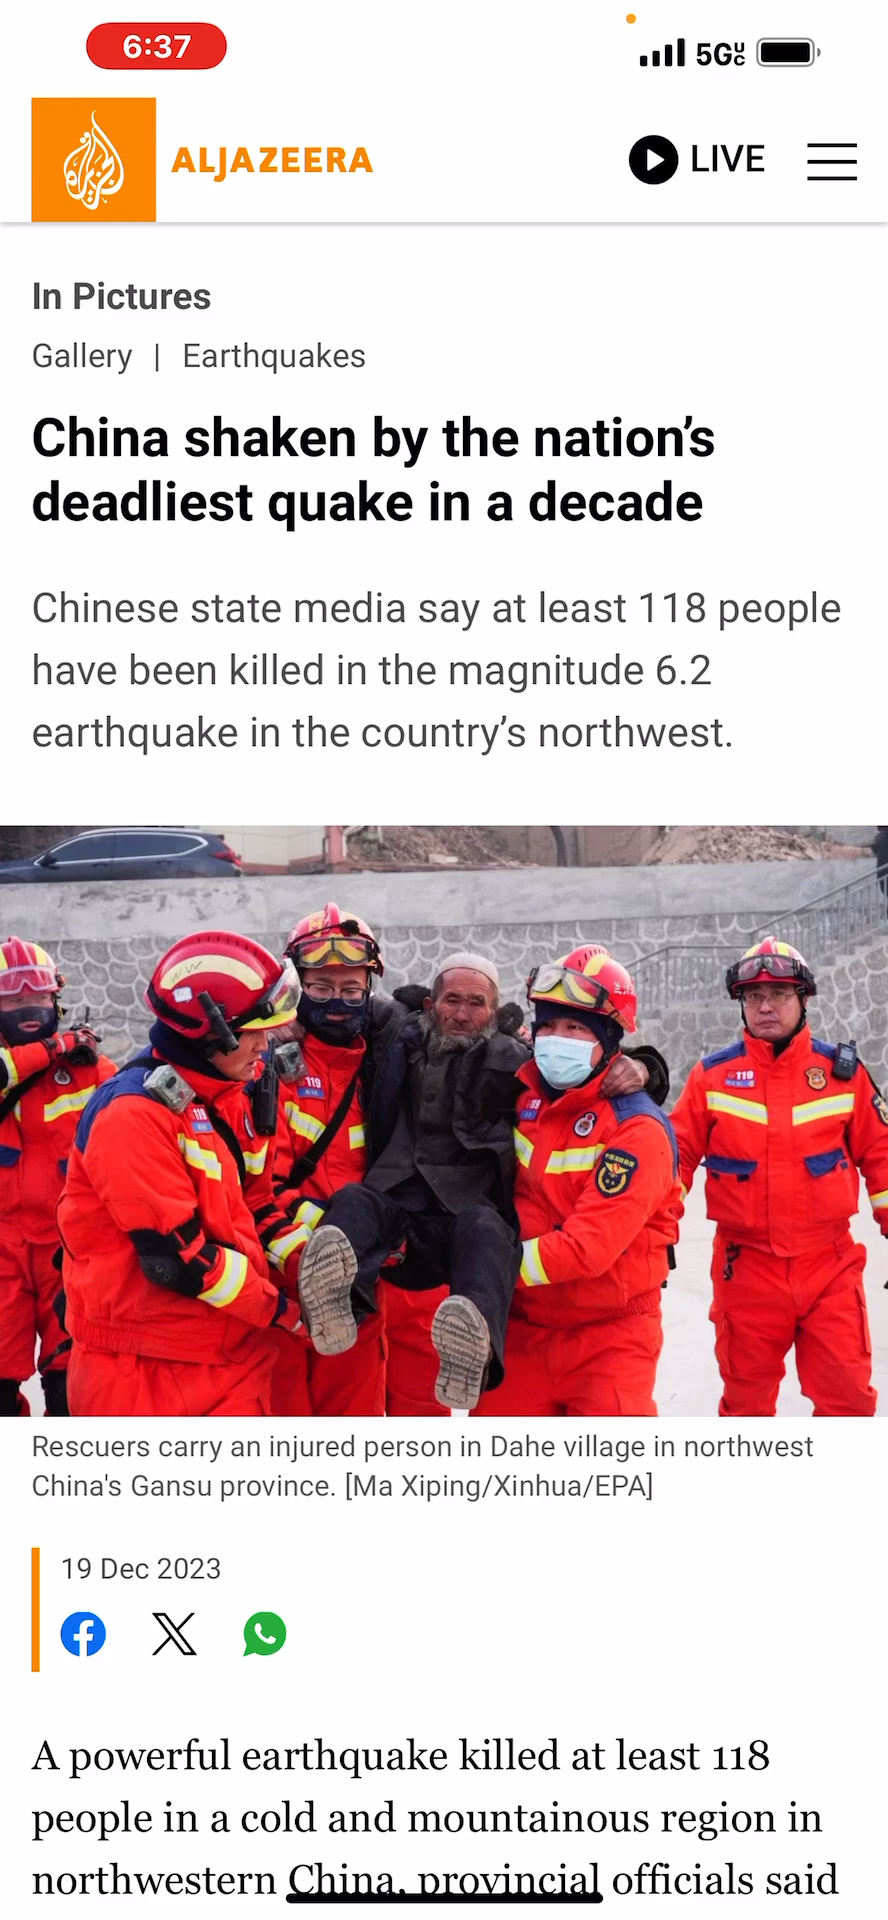 6:37
5G UC
ALJAZEERA
LIVE
In Pictures
Gallery | Earthquakes
China shaken by the nation’s
deadliest quake in a decade
Chinese state media say at least 118 people
have been killed in the magnitude 6.2
earthquake in the country’s northwest.
119
119
119
119
Rescuers carry an injured person in Dahe village in northwest
China's Gansu province. [Ma Xiping/Xinhua/EPA]
19 Dec 2023
A powerful earthquake killed at least 118
people in a cold and mountainous region in
northwestern China, provincial officials said